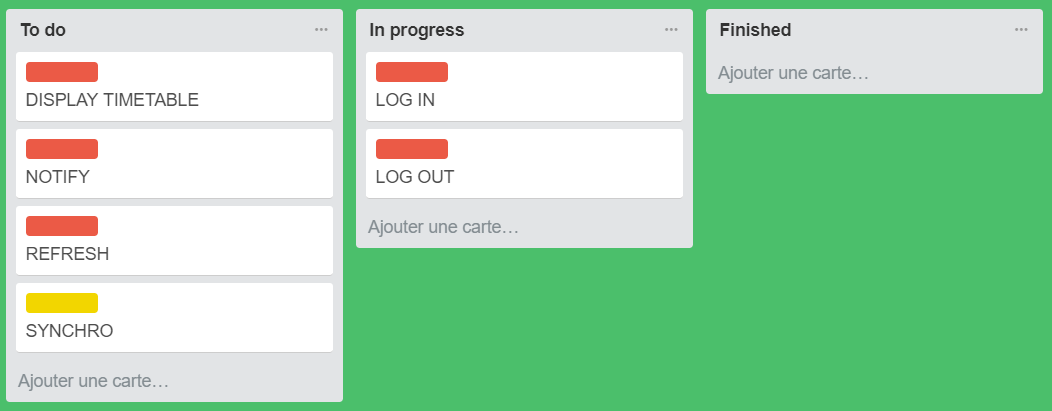 To do
DISPLAY TIMETABLE
NOTIFY
REFRESH
SYNCHRO
Ajouter une carte…
In progress
LOG IN
LOG OUT
Ajouter une carte…
Finished
Ajouter une carte…